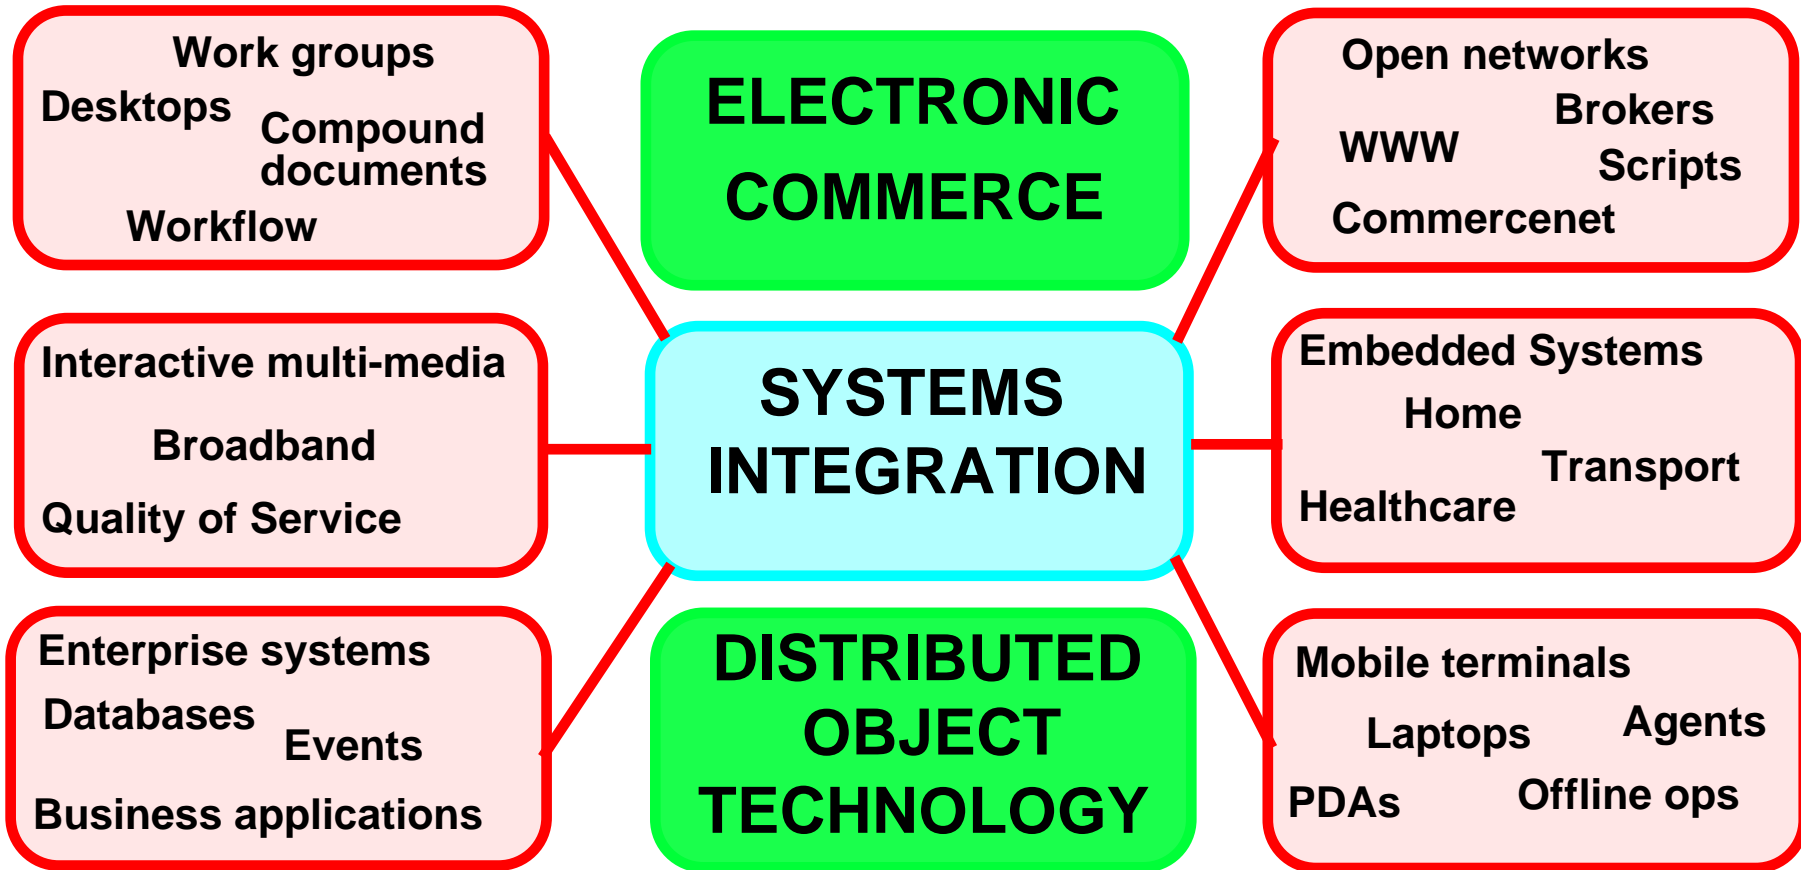 Work groups
Desktops
Compound
documents
Workflow
ELECTRONIC
COMMERCE
Open networks
Brokers
WWW
Scripts
Commercenet
Interactive multi-media
Broadband
Quality of Service
SYSTEMS
INTEGRATION
Embedded Systems
Home
Transport
Healthcare
Enterprise systems
Databases
Events
Business applications
DISTRIBUTED
OBJECT
TECHNOLOGY
Mobile terminals
Laptops
Agents
PDAs
Offline ops